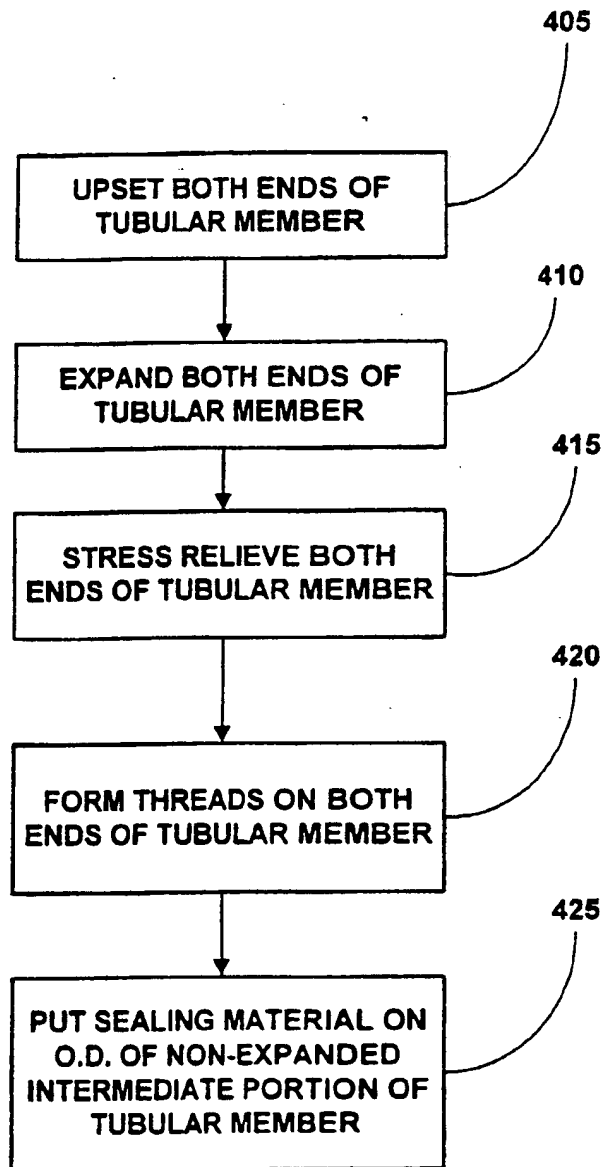 405
UPSET BOTH ENDS OF
TUBULAR MEMBER
410
EXPAND BOTH ENDS OF
TUBULAR MEMBER
415
STRESS RELIEVE BOTH
ENDS OF TUBULAR MEMBER
420
FORM THREADS ON BOTH
ENDS OF TUBULAR MEMBER
425
PUT SEALING MATERIAL ON
O.D. OF NON-EXPANDED
INTERMEDIATE PORTION OF
TUBULAR MEMBER